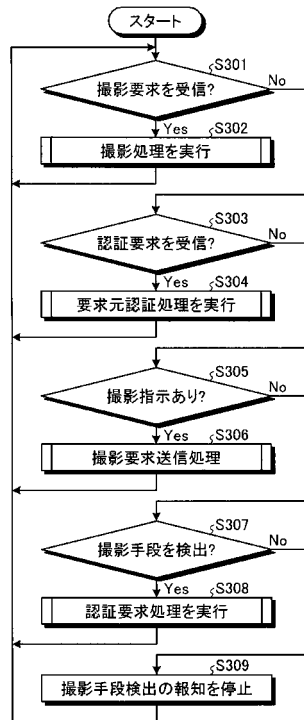 スタート
S301
撮影要求を受信?
No
Yes
S302
撮影処理を実行
S303
認証要求を受信?
No
Yes
S304
要求元認証処理を実行
S305
撮影指示あり?
No
Yes
S306
撮影要求送信処理
S307
撮影手段を検出?
No
Yes
S308
認証要求処理を実行
S309
撮影手段検出の報知を停止